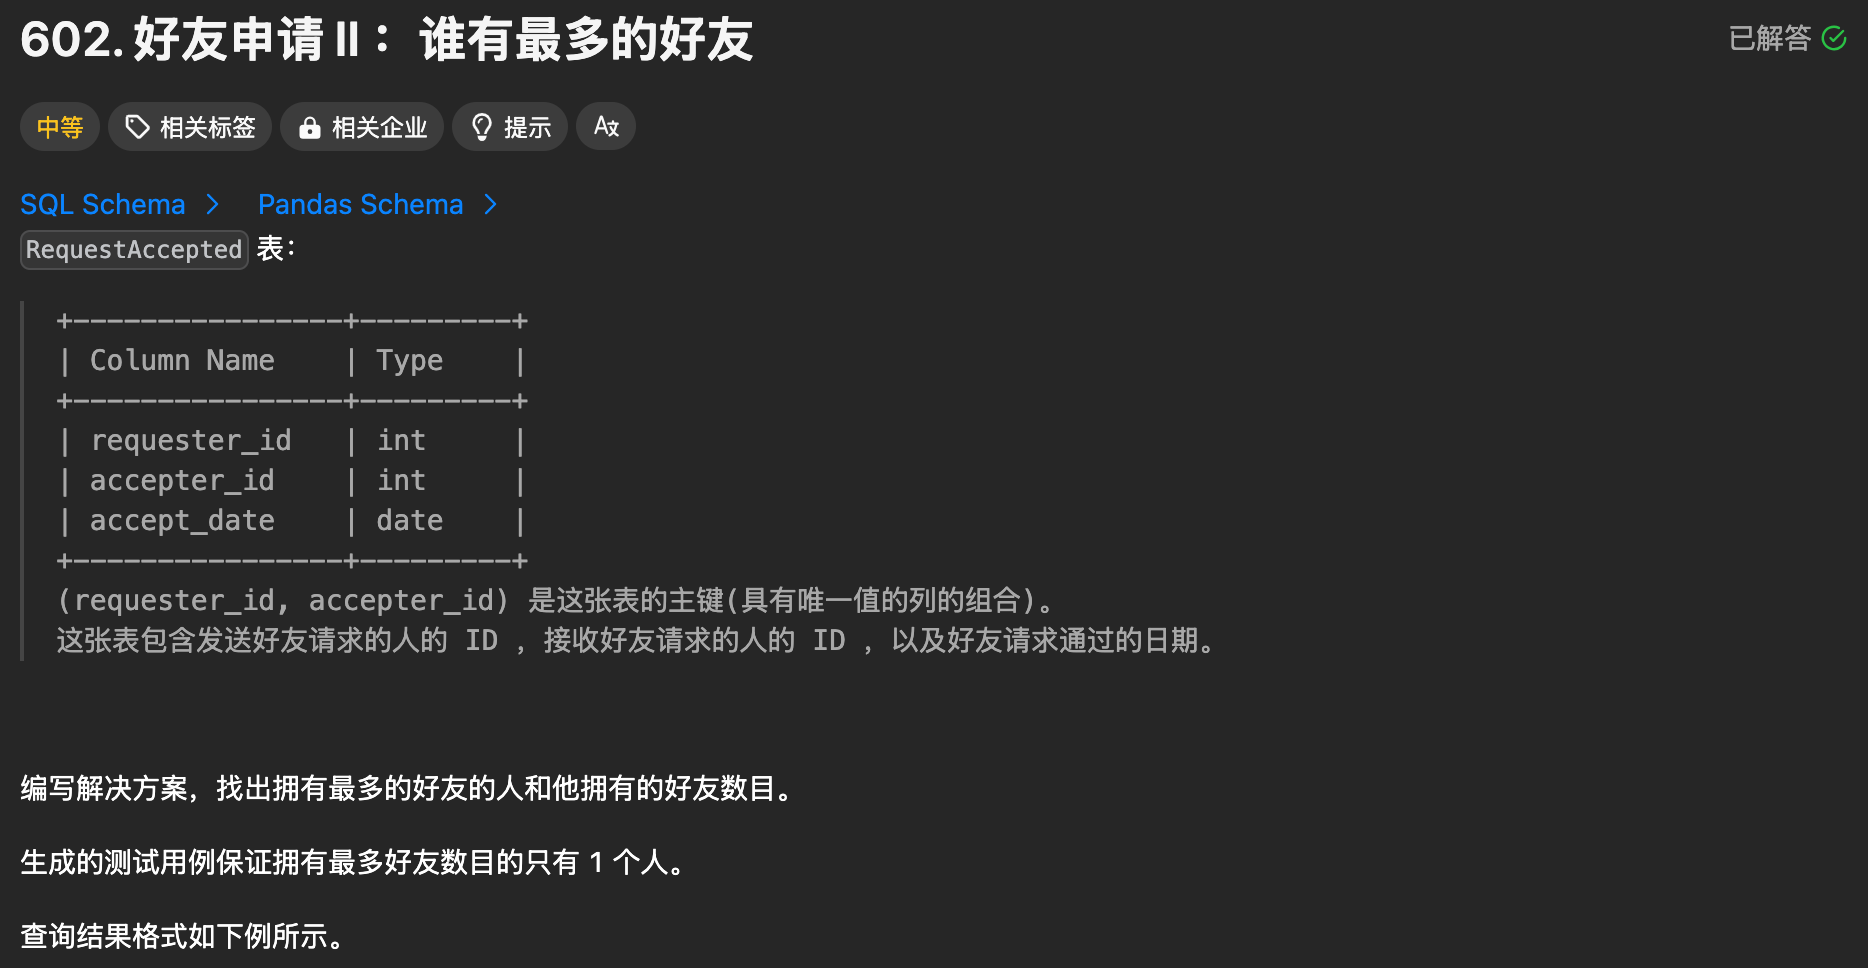 602. 好友申请 II ：谁有最多的好友
已解答
中等 相关标签 相关企业 提示
SQL Schema > Pandas Schema >
RequestAccepted 表：
+----------------+---------+
| Column Name    | Type    |
+----------------+---------+
| requester_id   | int     |
| accepter_id    | int     |
| accept_date    | date    |
+----------------+---------+
(requester_id, accepter_id) 是这张表的主键(具有唯一值的列的组合)。
这张表包含发送好友请求的人的 ID ，接收好友请求的人的 ID ，以及好友请求通过的日期。
编写解决方案，找出拥有最多的好友的人和他拥有的好友数目。
生成的测试用例保证拥有最多好友数目的只有 1 个人。
查询结果格式如下例所示。